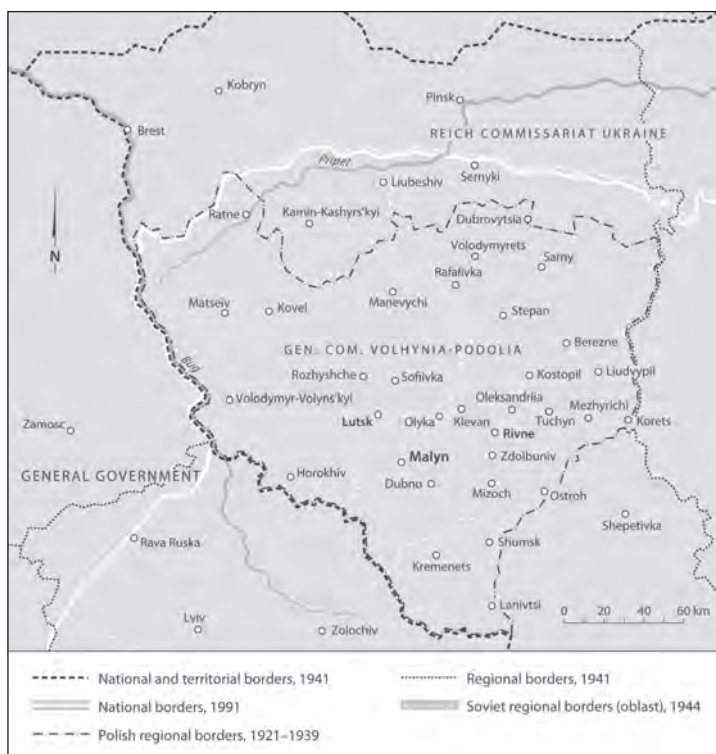 Kobryn
Pinsk
Brest
REICH COMMISSARIAT UKRAINE
Pripet
Sernyki
Liubeshiv
Ratne
Kamin-Kashyrs'kyi
Dubrovytsia
N
Volodymyrets
Sarny
Rafalivka
Manevychi
Matseiv
Kovel
Stepan
Berezne
GEN. COM. VOLHYNIA-PODOLIA
Bug
Rozhyshche
Sofiivka
Kostopil
Liudvypil
Volodymyr-Volyns'kyi
Oleksandriia
Mezhyrichi
Lutsk
Olyka
Klevan
Tuchyn
Korets
Zamosc
Rivne
Malyn
Zdolbuniv
GENERAL GOVERNMENT
Horokhiv
Dubno
Mizoch
Ostroh
Shepetivka
Rava Ruska
Shumsk
Kremenets
Lanivtsi
0 20 40 60 km
Lviv
Zolochiv
National and territorial borders, 1941
Regional borders, 1941
National borders, 1991
Soviet regional borders (oblast), 1944
Polish regional borders, 1921–1939